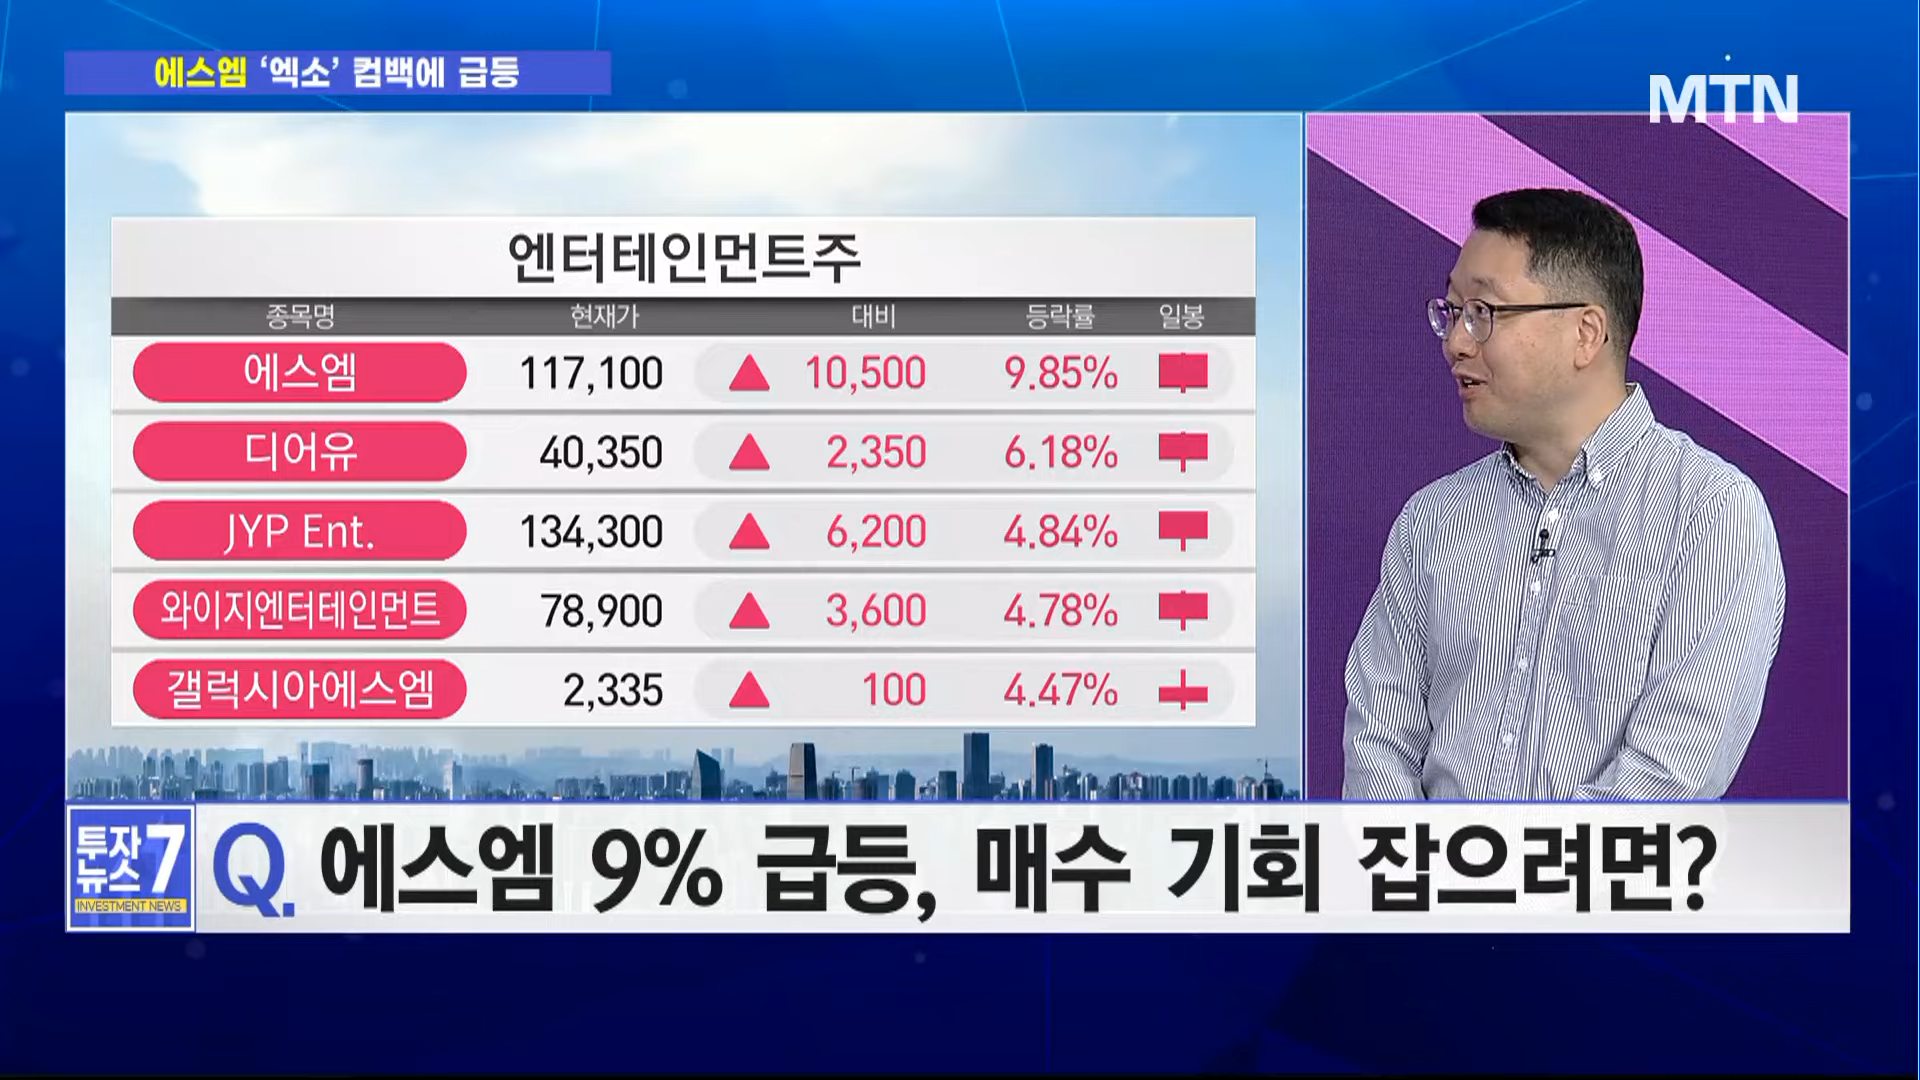 에스엠 ‘엑소’ 컴백에 급등
MTN
엔터테인먼트주
종목명 현재가 대비 등락률 일봉
에스엠 117,100 ▲ 10,500 9.85%
디어유 40,350 ▲ 2,350 6.18%
JYP Ent. 134,300 ▲ 6,200 4.84%
와이지엔터테인먼트 78,900 ▲ 3,600 4.78%
갤럭시아에스엠 2,335 ▲ 100 4.47%
투자
뉴스7
INVESTMENT NEWS
Q. 에스엠 9% 급등, 매수 기회 잡으려면?